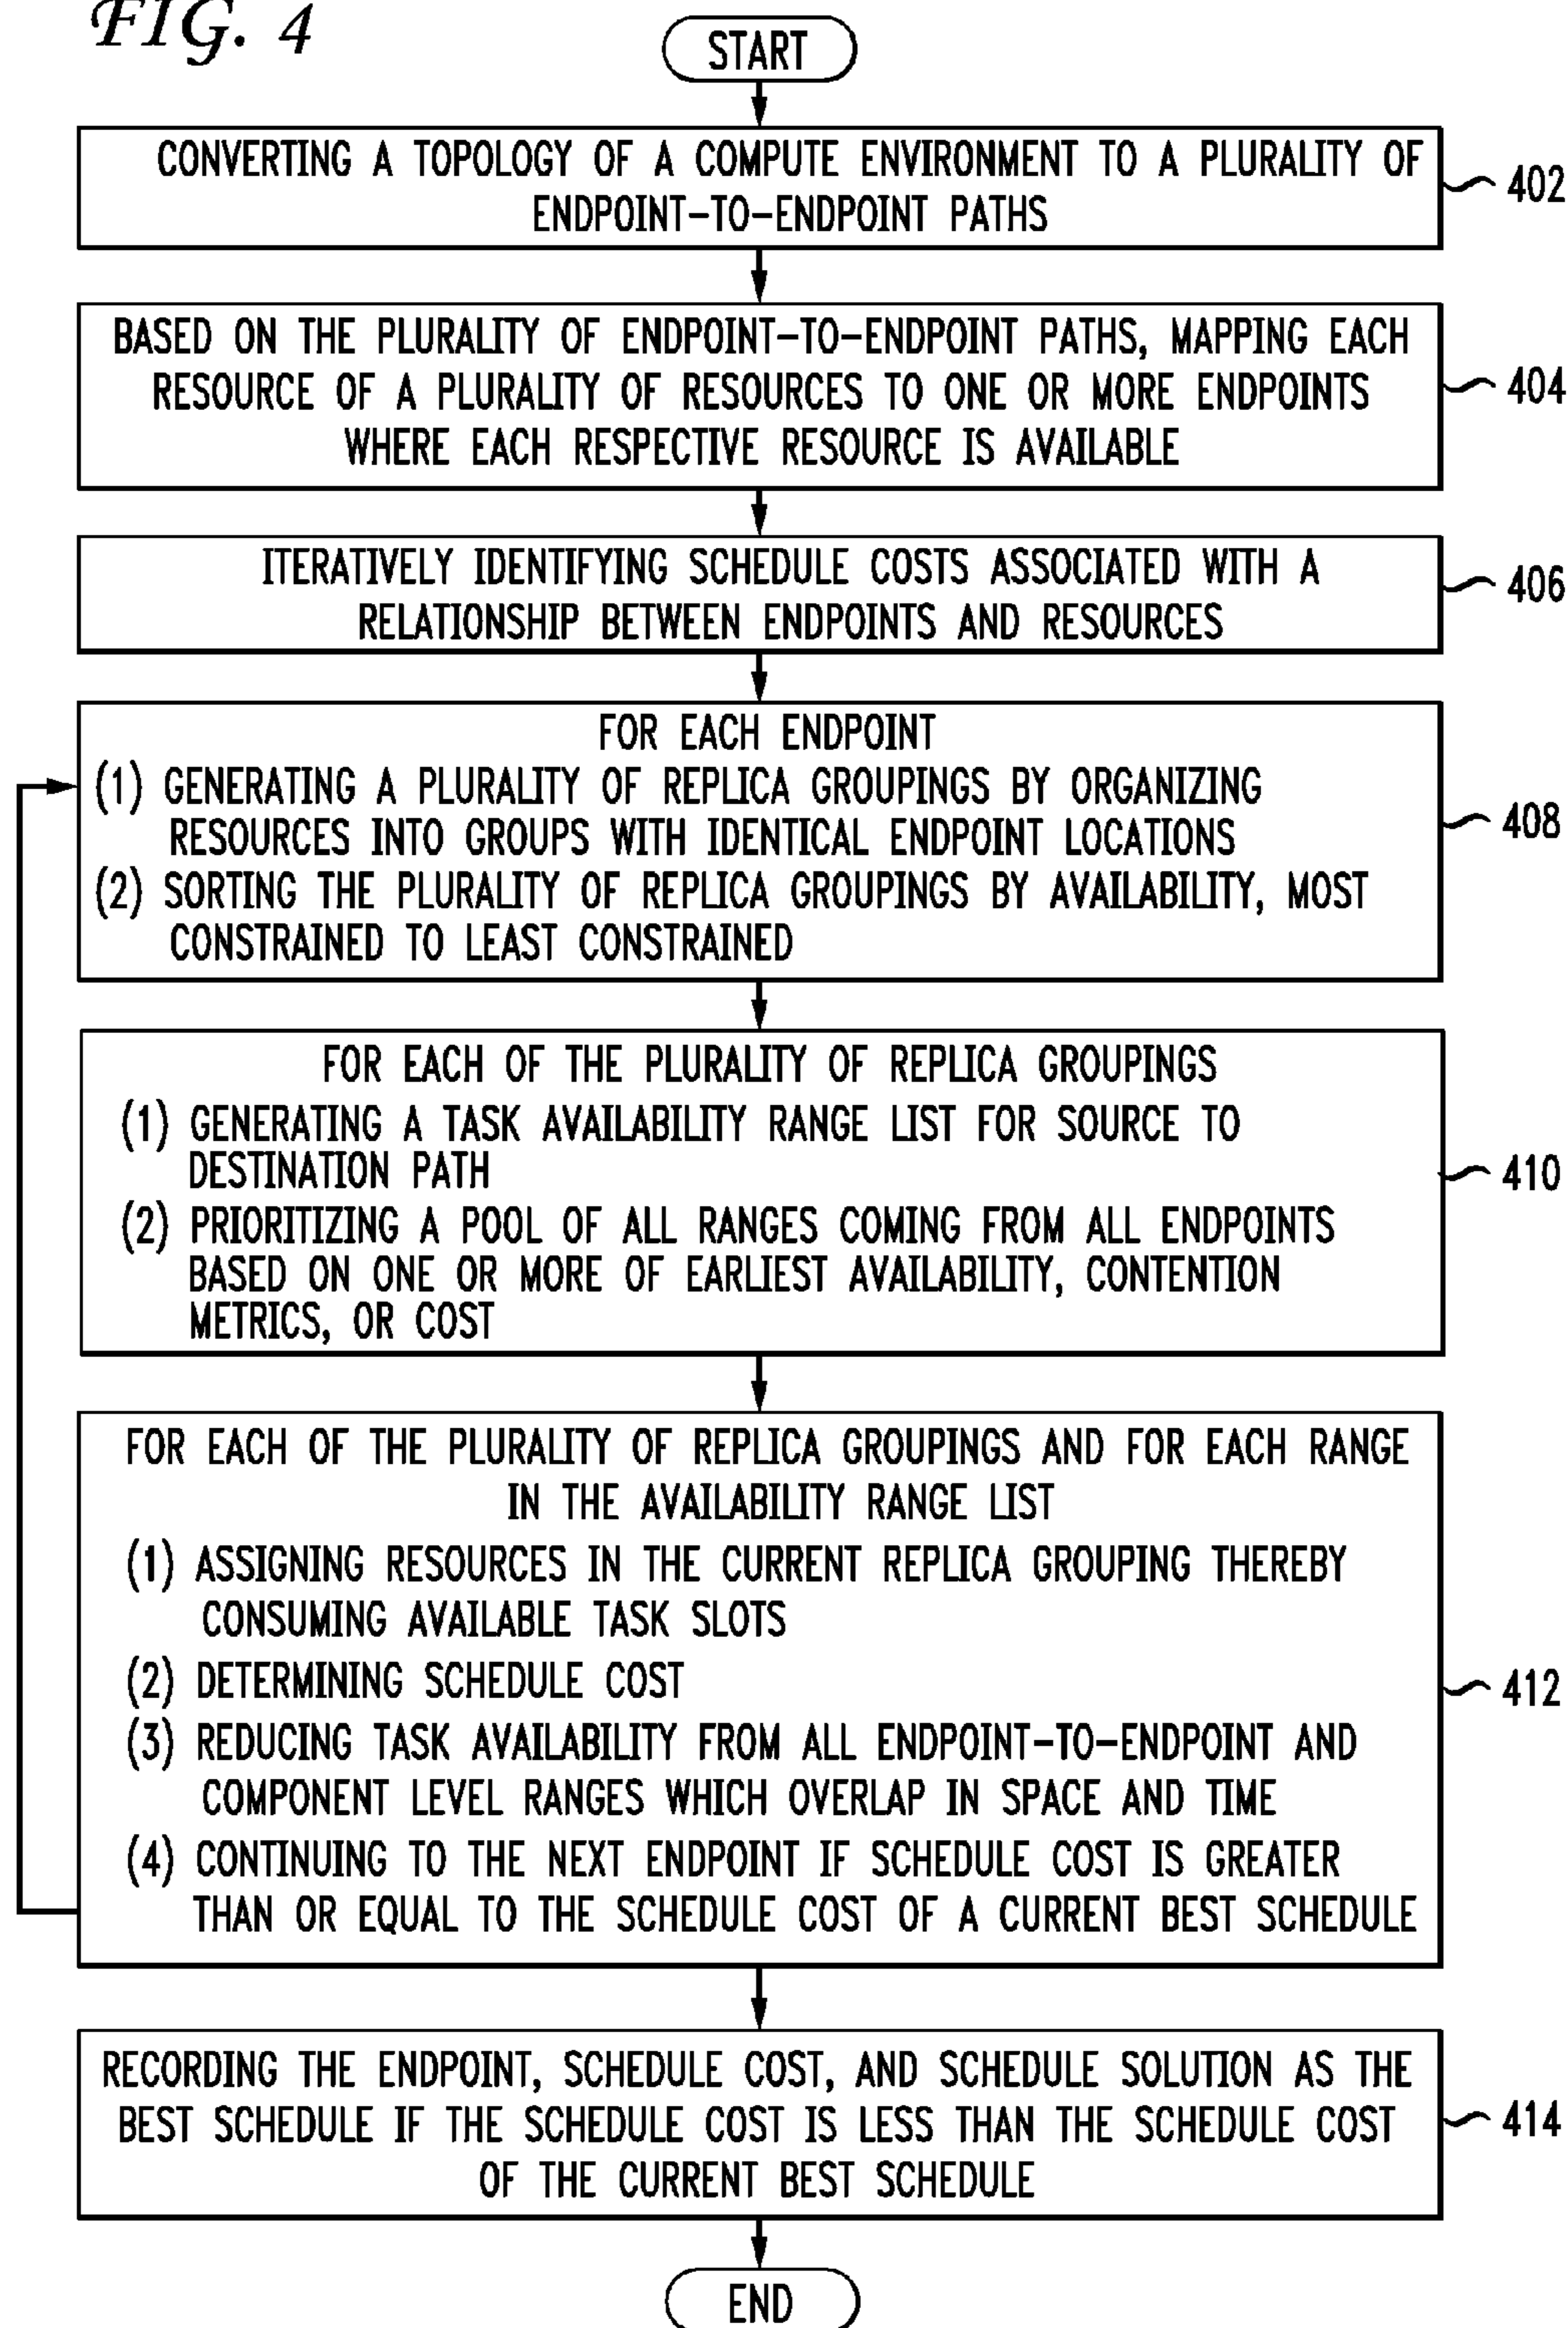 FIG. 4
START
CONVERTING A TOPOLOGY OF A COMPUTE ENVIRONMENT TO A PLURALITY OF
ENDPOINT-TO-ENDPOINT PATHS
402
BASED ON THE PLURALITY OF ENDPOINT-TO-ENDPOINT PATHS, MAPPING EACH
RESOURCE OF A PLURALITY OF RESOURCES TO ONE OR MORE ENDPOINTS
WHERE EACH RESPECTIVE RESOURCE IS AVAILABLE
404
ITERATIVELY IDENTIFYING SCHEDULE COSTS ASSOCIATED WITH A
RELATIONSHIP BETWEEN ENDPOINTS AND RESOURCES
406
FOR EACH ENDPOINT
(1) GENERATING A PLURALITY OF REPLICA GROUPINGS BY ORGANIZING
RESOURCES INTO GROUPS WITH IDENTICAL ENDPOINT LOCATIONS
(2) SORTING THE PLURALITY OF REPLICA GROUPINGS BY AVAILABILITY, MOST
CONSTRAINED TO LEAST CONSTRAINED
408
FOR EACH OF THE PLURALITY OF REPLICA GROUPINGS
(1) GENERATING A TASK AVAILABILITY RANGE LIST FOR SOURCE TO
DESTINATION PATH
(2) PRIORITIZING A POOL OF ALL RANGES COMING FROM ALL ENDPOINTS
BASED ON ONE OR MORE OF EARLIEST AVAILABILITY, CONTENTION
METRICS, OR COST
410
FOR EACH OF THE PLURALITY OF REPLICA GROUPINGS AND FOR EACH RANGE
IN THE AVAILABILITY RANGE LIST
(1) ASSIGNING RESOURCES IN THE CURRENT REPLICA GROUPING THEREBY
CONSUMING AVAILABLE TASK SLOTS
(2) DETERMINING SCHEDULE COST
(3) REDUCING TASK AVAILABILITY FROM ALL ENDPOINT-TO-ENDPOINT AND
COMPONENT LEVEL RANGES WHICH OVERLAP IN SPACE AND TIME
(4) CONTINUING TO THE NEXT ENDPOINT IF SCHEDULE COST IS GREATER
THAN OR EQUAL TO THE SCHEDULE COST OF A CURRENT BEST SCHEDULE
412
RECORDING THE ENDPOINT, SCHEDULE COST, AND SCHEDULE SOLUTION AS THE
BEST SCHEDULE IF THE SCHEDULE COST IS LESS THAN THE SCHEDULE COST
OF THE CURRENT BEST SCHEDULE
414
END